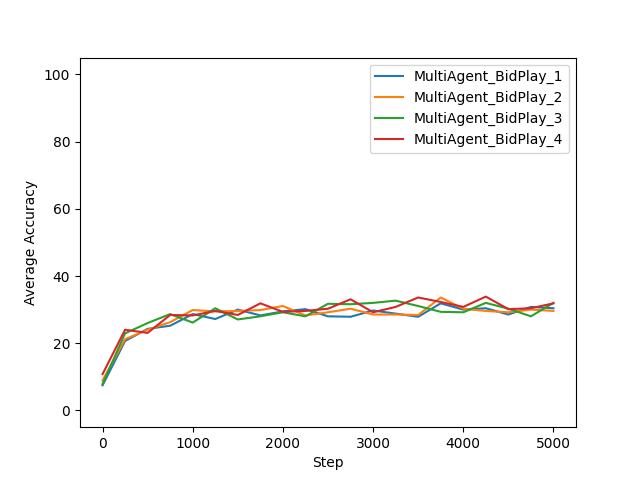 100
80
60
40
20
0
Average Accuracy
MultiAgent_BidPlay_1
MultiAgent_BidPlay_2
MultiAgent_BidPlay_3
MultiAgent_BidPlay_4
0 1000 2000 3000 4000 5000
Step